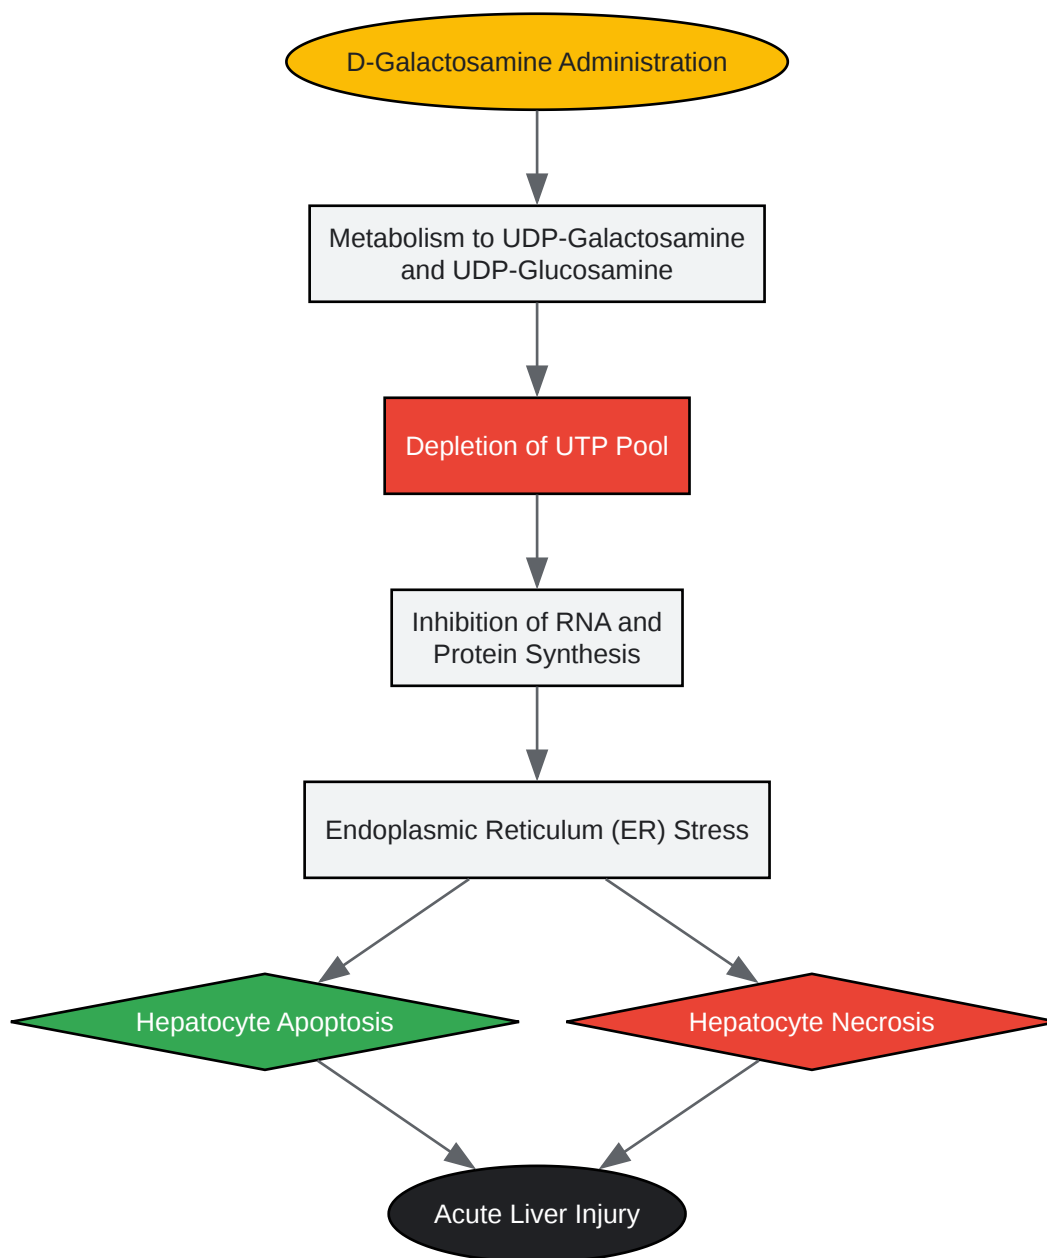 D-Galactosamine Administration
Metabolism to UDP-Galactosamine
and UDP-Glucosamine
Depletion of UTP Pool
Inhibition of RNA and
Protein Synthesis
Endoplasmic Reticulum (ER) Stress
Hepatocyte Apoptosis
Hepatocyte Necrosis
Acute Liver Injury